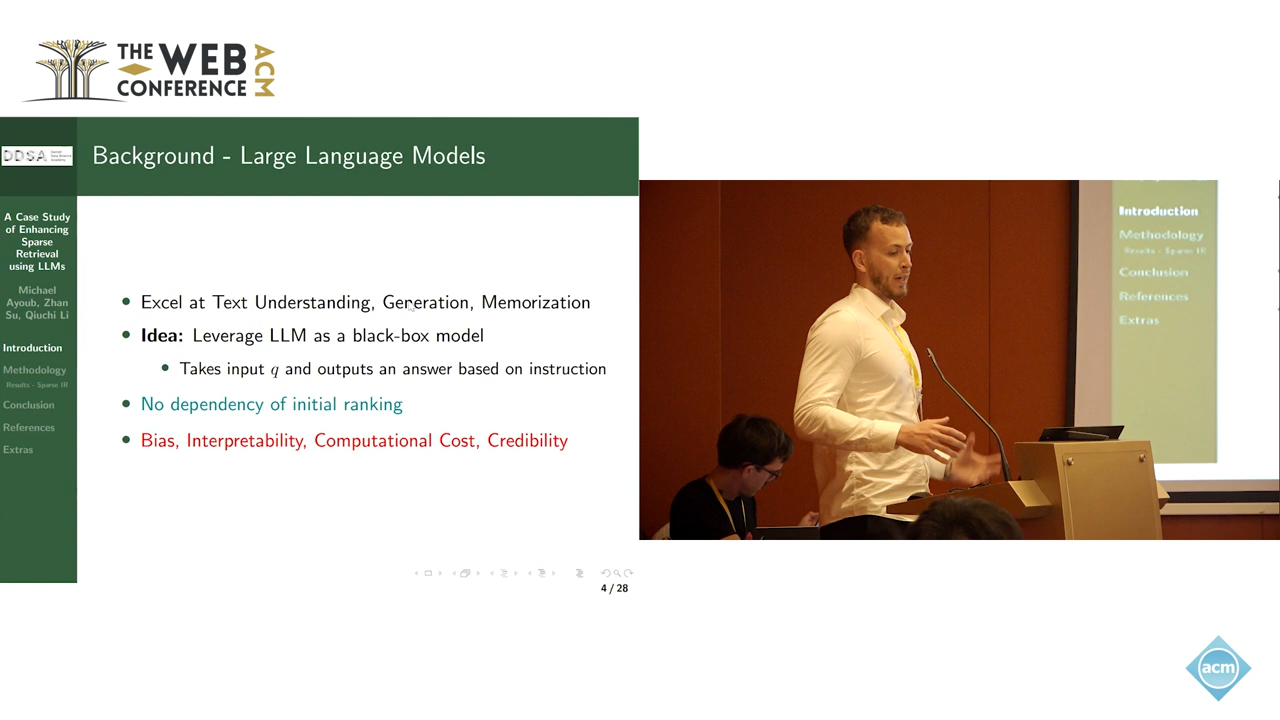 THE WEB
CONFERENCE
ACM
DDSA
Background - Large Language Models
A Case Study
of Enhancing
Sparse
Retrieval
using LLMs
Michael
Ayoub, Zhan
Su, Qiuchi Li
Introduction
Methodology
Results - Sparse IR
Conclusion
References
Extras
• Excel at Text Understanding, Generation, Memorization
• Idea: Leverage LLM as a black-box model
• Takes input q and outputs an answer based on instruction
• No dependency of initial ranking
• Bias, Interpretability, Computational Cost, Credibility
4 / 28
Introduction
Methodology
Results - Sparse IR
Conclusion
References
Extras
acm